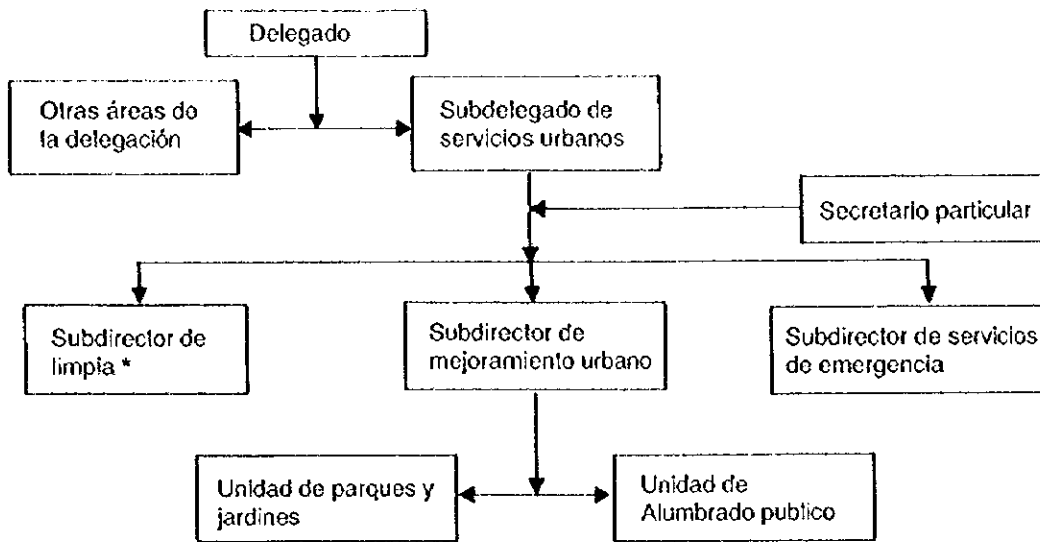 Delegado
Otras áreas de
la delegación
Subdelegado de
servicios urbanos
Secretario particular
Subdirector de
limpia *
Subdirector de
mejoramiento urbano
Subdirector de servicios
de emergencia
Unidad de parques y
jardines
Unidad de
Alumbrado publico